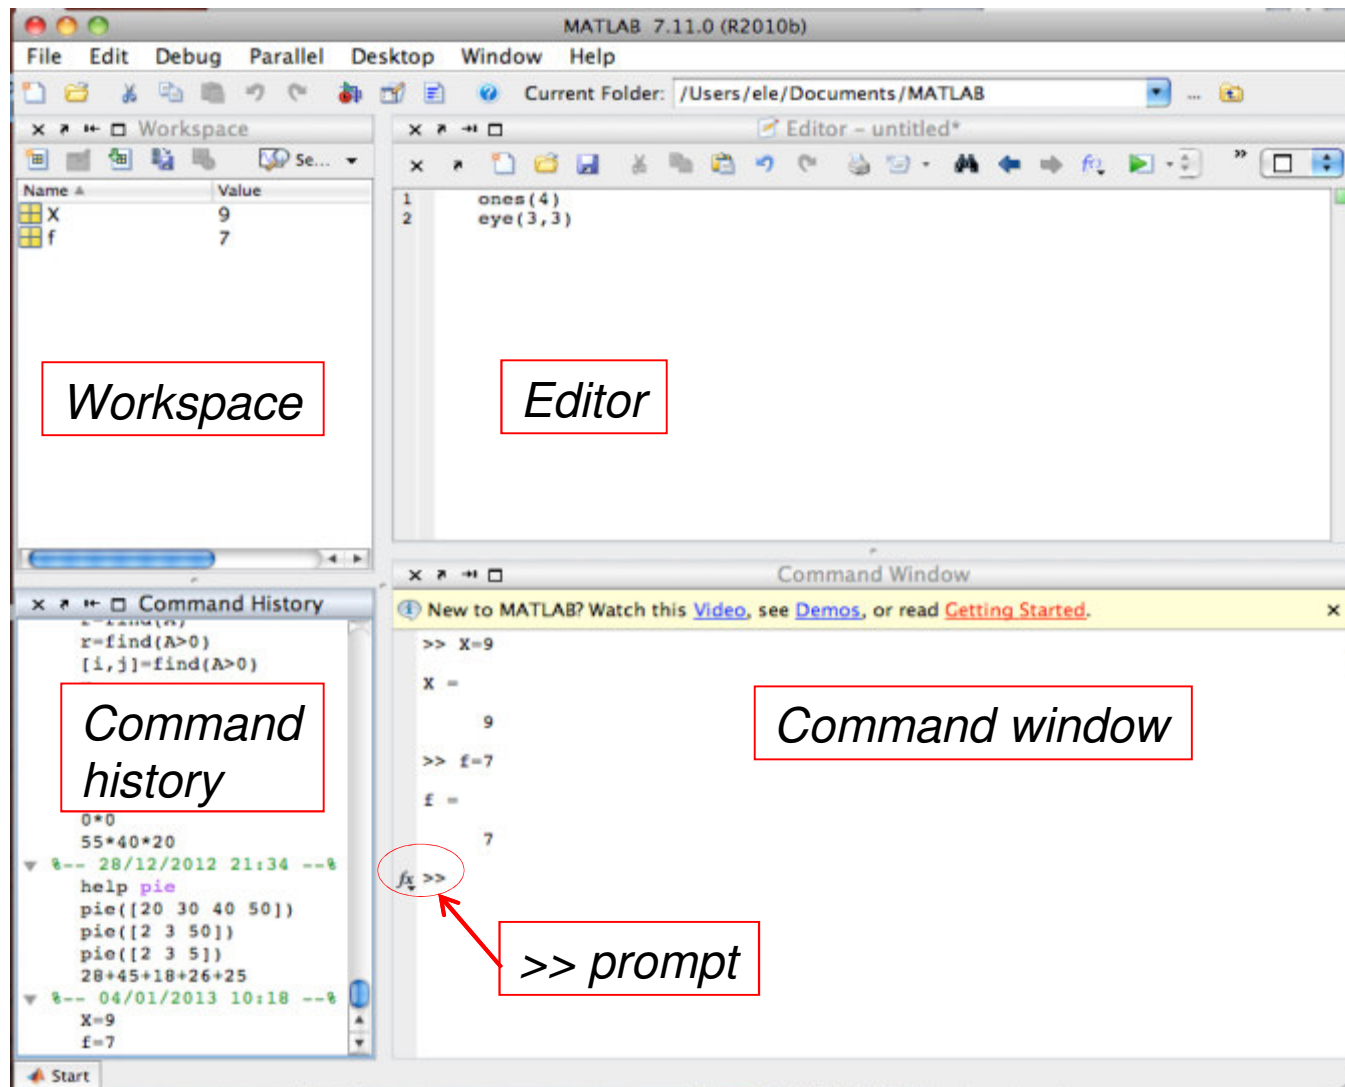 MATLAB 7.11.0 (R2010b)
File Edit Debug Parallel Desktop Window Help
Current Folder: /Users/ele/Documents/MATLAB ...
Workspace
Se...
Name Value
X 9
f 7
Workspace
Editor – untitled*
1 ones(4)
2 eye(3,3)
Editor
Command History
r=find(A>0)
[i,j]=find(A>0)
Command
history
0*0
55*40*20
%-- 28/12/2012 21:34 --%
help pie
pie([20 30 40 50])
pie([2 3 50])
pie([2 3 5])
28+45+18+26+25
%-- 04/01/2013 10:18 --%
X=9
f=7
Command Window
New to MATLAB? Watch this Video, see Demos, or read Getting Started.
>> X=9
X =
9
>> f=7
f =
7
fx >>
Command window
>> prompt
Start